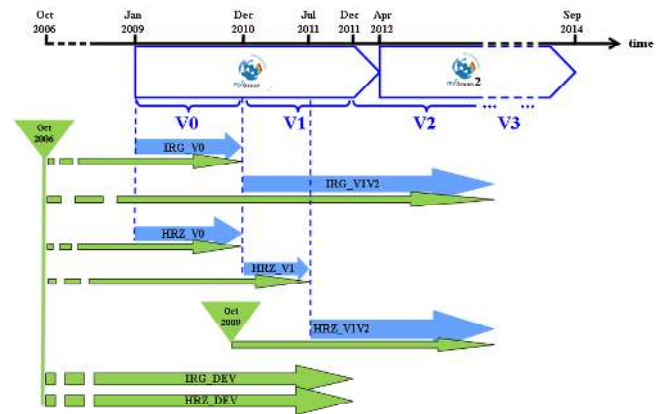 Oct Jan Dec Jul Dec Apr Sep
2006 2009 2010 2011 2011 2012 2014
time
2
V0 V1 V2 ... ... V3
Oct
2006
IRG_V0
IRG_V1V2
HRZ_V0
HRZ_V1
Oct
2009
HRZ_V1V2
IRG_DEV
HRZ_DEV